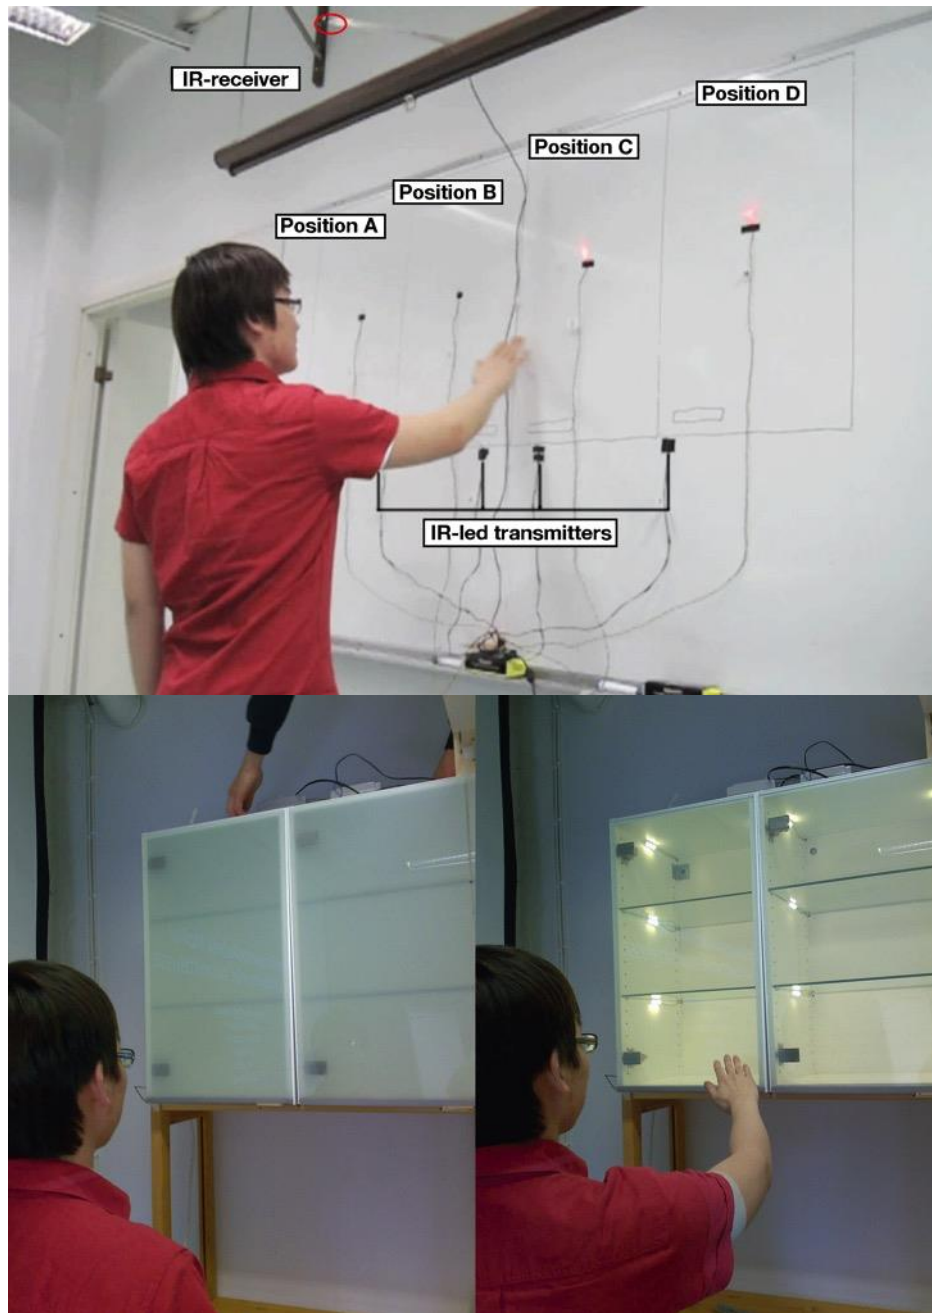 IR-receiver
Position D
Position C
Position B
Position A
IR-led transmitters